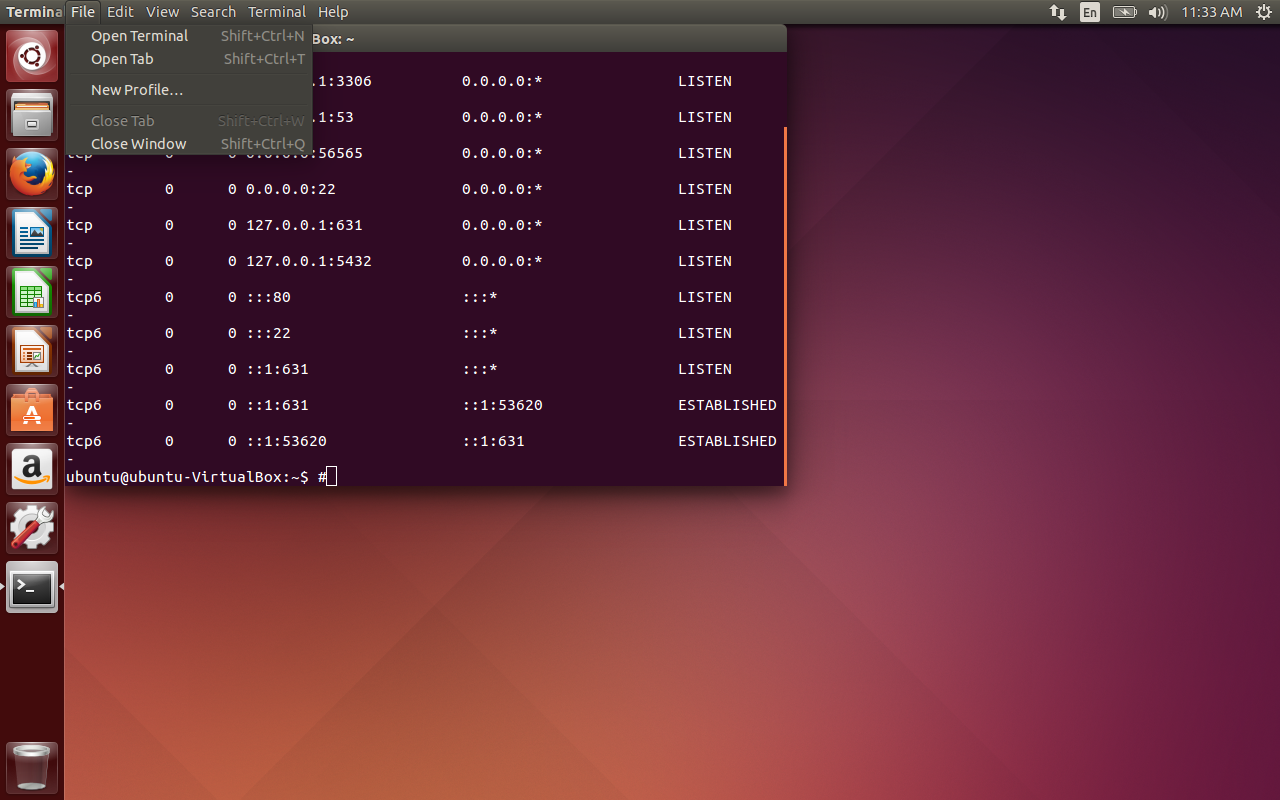 Termina File Edit View Search Terminal Help En 11:33 AM
Open Terminal Shift+Ctrl+N Box: ~
Open Tab Shift+Ctrl+T
.1:3306 0.0.0.0:* LISTEN
New Profile…
.1:53 0.0.0.0:* LISTEN
Close Tab Shift+Ctrl+W
Close Window Shift+Ctrl+Q
tcp 0 0 0.0.0.0:56565 0.0.0.0:* LISTEN
-
tcp 0 0 0.0.0.0:22 0.0.0.0:* LISTEN
-
tcp 0 0 127.0.0.1:631 0.0.0.0:* LISTEN
-
tcp 0 0 127.0.0.1:5432 0.0.0.0:* LISTEN
-
tcp6 0 0 :::80 :::* LISTEN
-
tcp6 0 0 :::22 :::* LISTEN
-
tcp6 0 0 ::1:631 :::* LISTEN
-
tcp6 0 0 ::1:631 ::1:53620 ESTABLISHED
-
tcp6 0 0 ::1:53620 ::1:631 ESTABLISHED
-
ubuntu@ubuntu-VirtualBox:~$ #